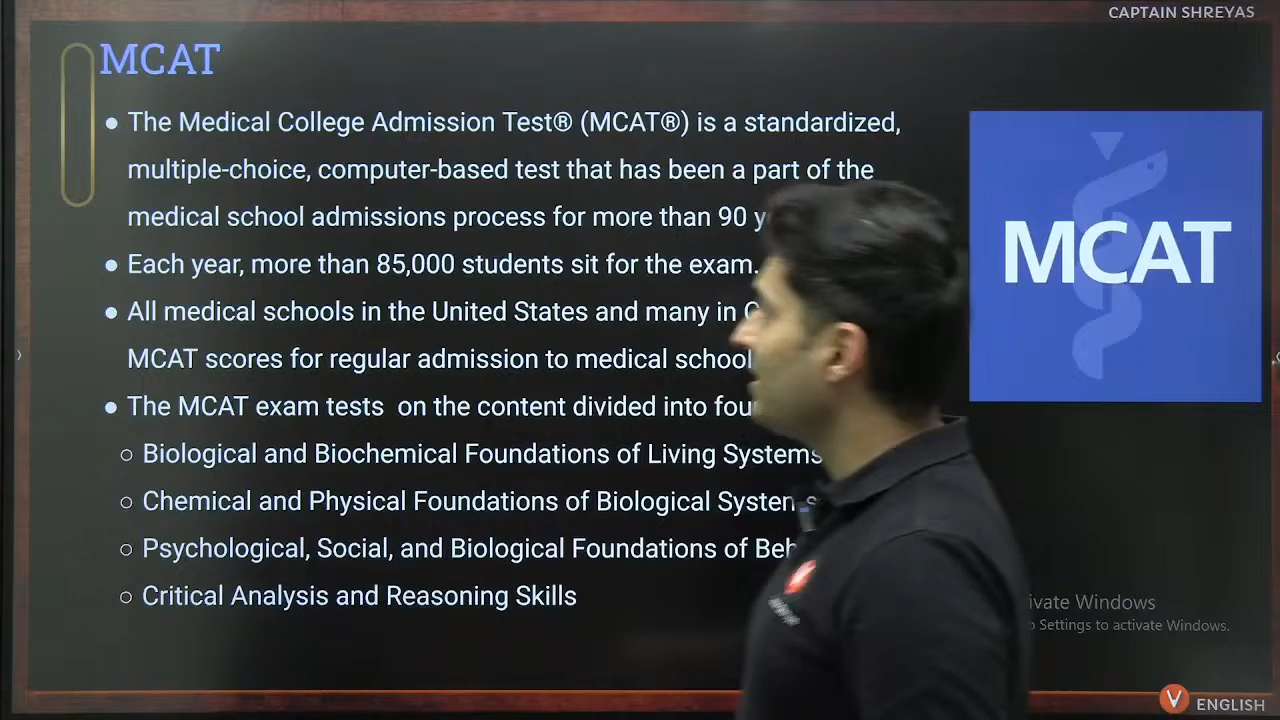 CAPTAIN SHREYAS
MCAT
● The Medical College Admission Test® (MCAT®) is a standardized,
multiple-choice, computer-based test that has been a part of the
medical school admissions process for more than 90
● Each year, more than 85,000 students sit for the exam.
● All medical schools in the United States and many in
MCAT scores for regular admission to medical school
● The MCAT exam tests on the content divided into
○ Biological and Biochemical Foundations of Living Systems
○ Chemical and Physical Foundations of Biological Systems
○ Psychological, Social, and Biological Foundations of
○ Critical Analysis and Reasoning Skills
MCAT
Windows
Settings to activate Windows.
V ENGLISH